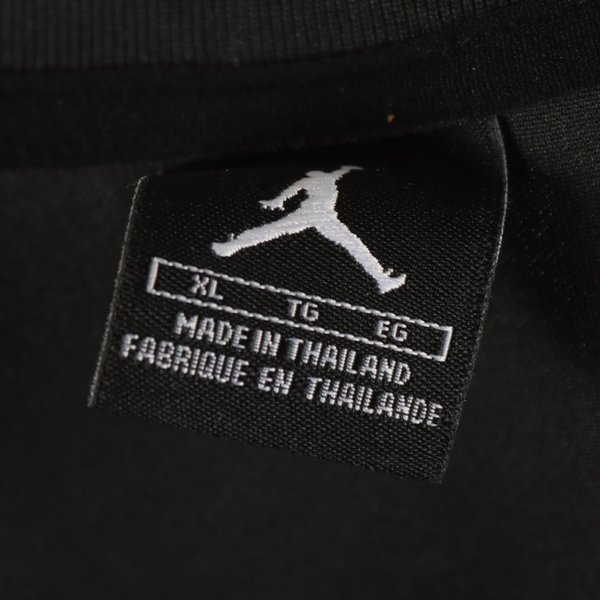 XL TG EG
MADE IN THAILAND
FABRIQUE EN THAILANDE